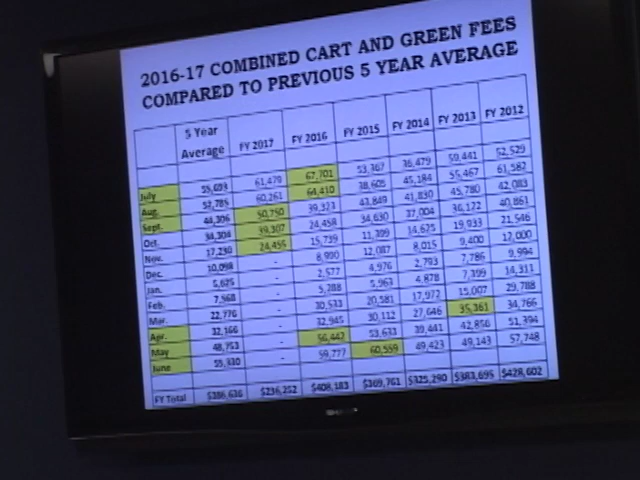 2016-17 COMBINED CART AND GREEN FEES
COMPARED TO PREVIOUS 5 YEAR AVERAGE
5 Year Average FY 2017 FY 2016 FY 2015 FY 2014 FY 2013 FY 2012
July 61,479 67,701 53,367 36,479 59,441 52,529
Aug. 60,261 64,410 38,605 45,184 55,467 61,582
Sept. 50,750 39,323 43,849 41,830 45,780 42,083
Oct. 34,304 39,307 24,458 34,630 37,004 36,172 40,861
Nov. 17,230 24,455 15,739 11,399 14,625 19,933 21,546
Dec. 10,098 - 8,990 12,087 8,015 9,400 12,000
Jan. 5,625 - 2,577 4,976 2,793 7,786 9,994
Feb. 7,568 - 5,288 5,963 4,878 7,399 14,311
Mar. 22,776 - 30,533 20,581 17,972 15,007 29,788
Apr. 32,166 - 32,945 30,112 27,646 35,361 34,766
May 48,753 - 56,442 53,633 39,441 42,856 51,394
June 55,330 - 59,777 60,559 49,423 49,143 57,748
FY Total $236,252 $408,183 $369,761 $325,290 $383,695 $428,602